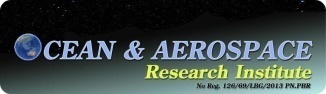 OCEAN & AEROSPACE
Research Institute
No Reg. 126/69/LBG/2013 PN.PBR